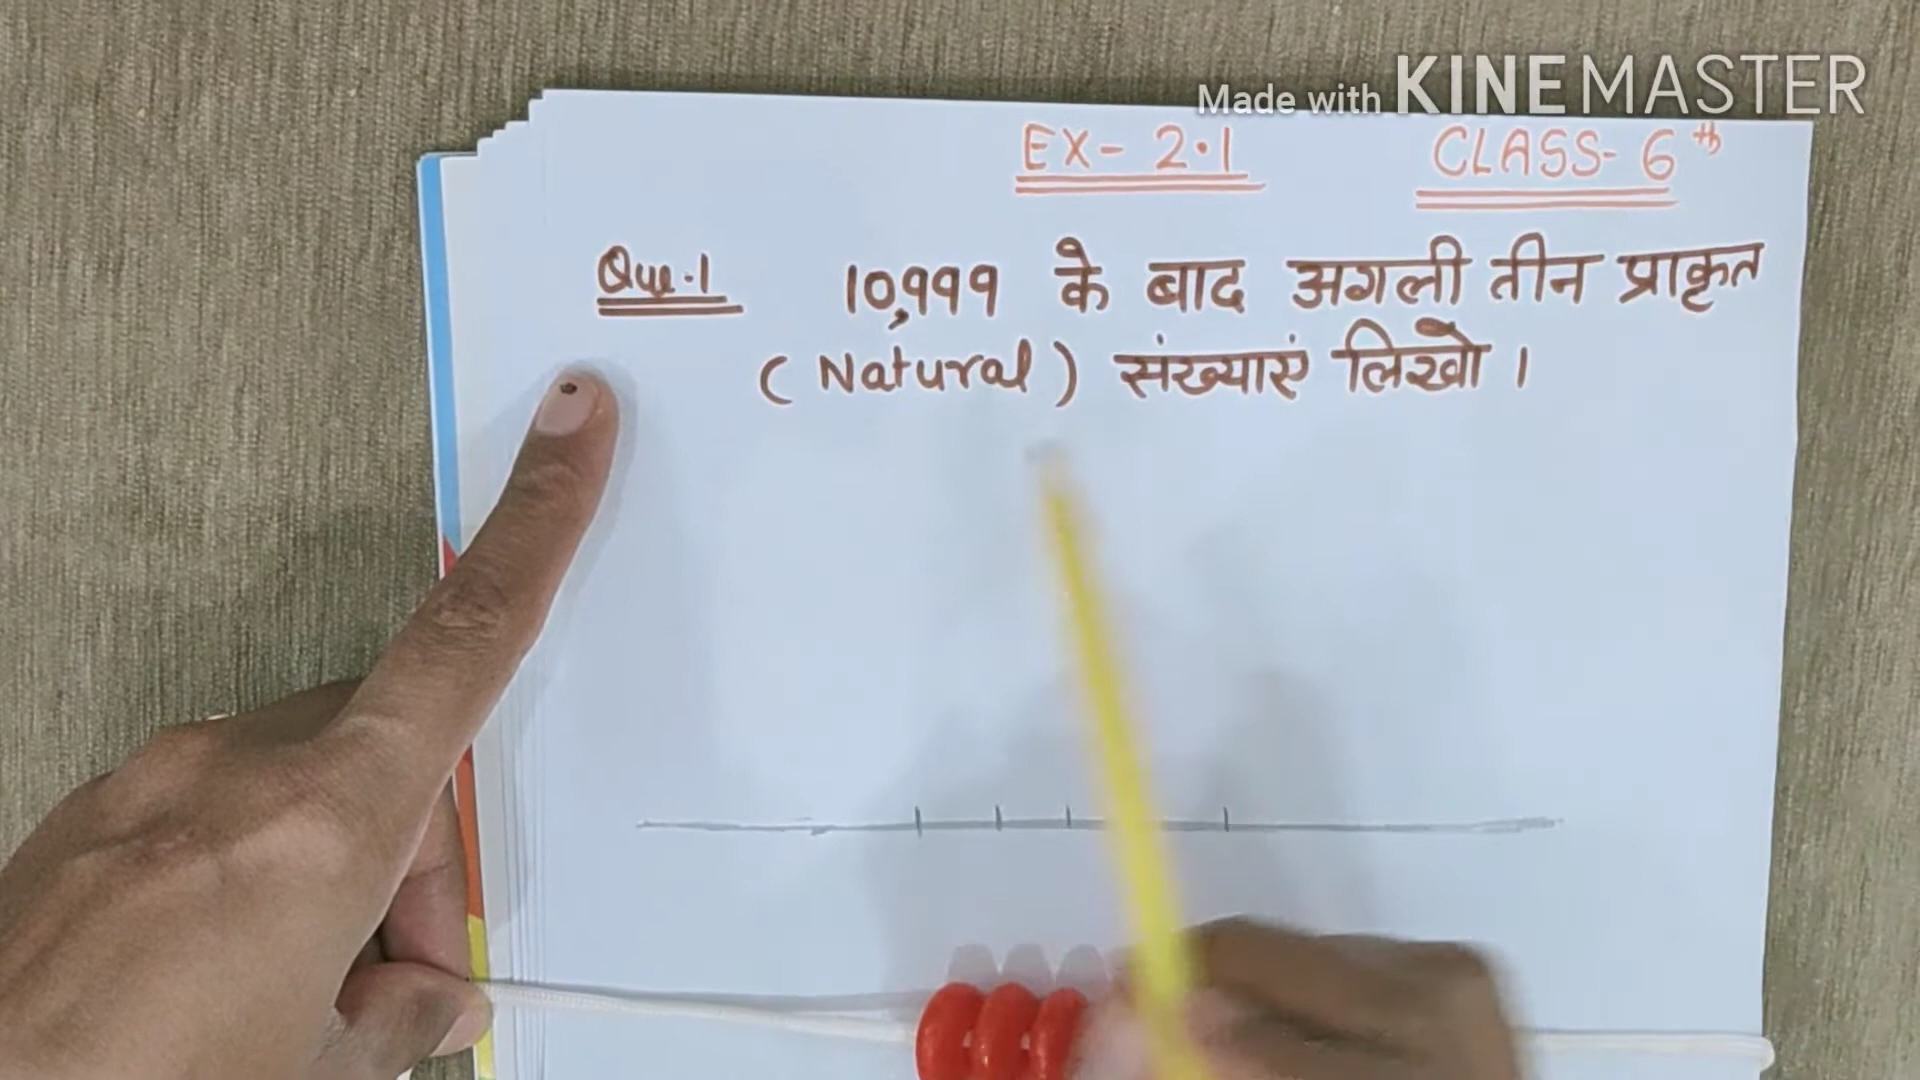 Made with KINEMASTER
EX- 2.1 CLASS- 6th
Que.1 10,999 के बाद अगली तीन प्राकृत
(Natural) संख्याएं लिखो।